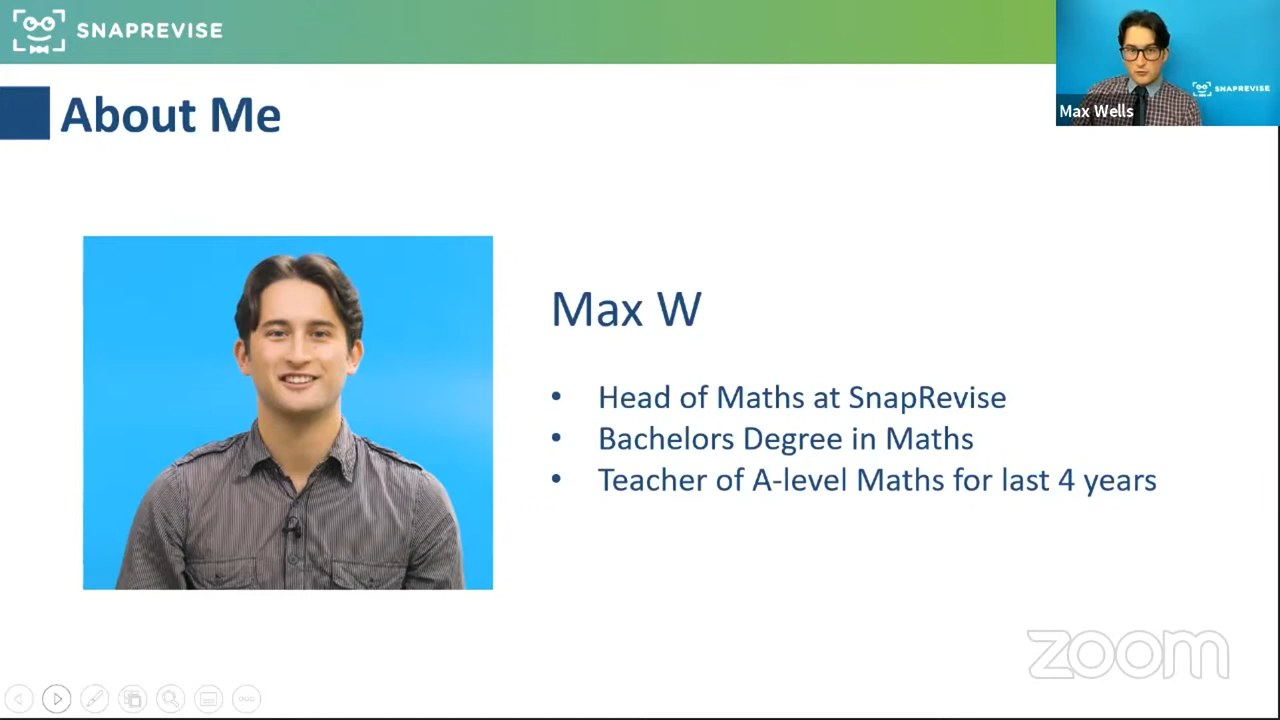 SNAPREVISE
SNAPREVISE
Max Wells
About Me
Max W
• Head of Maths at SnapRevise
• Bachelors Degree in Maths
• Teacher of A-level Maths for last 4 years
zoom